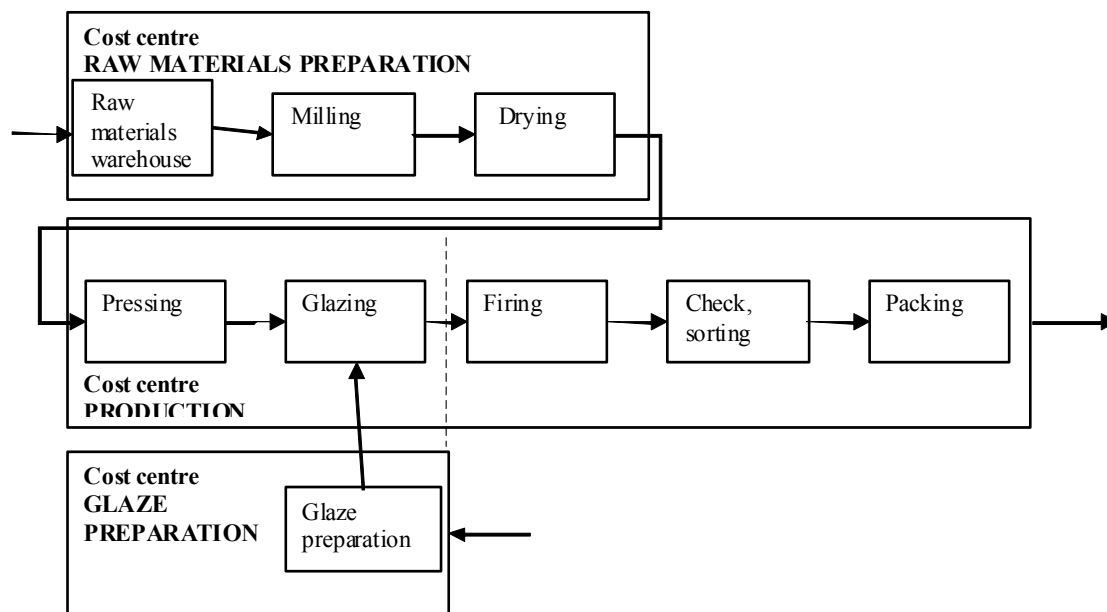 Cost centre
RAW MATERIALS PREPARATION
Raw
materials
warehouse
Milling
Drying
Pressing
Glazing
Firing
Check,
sorting
Packing
Cost centre
PRODUCTION
Cost centre
GLAZE
PREPARATION
Glaze
preparation